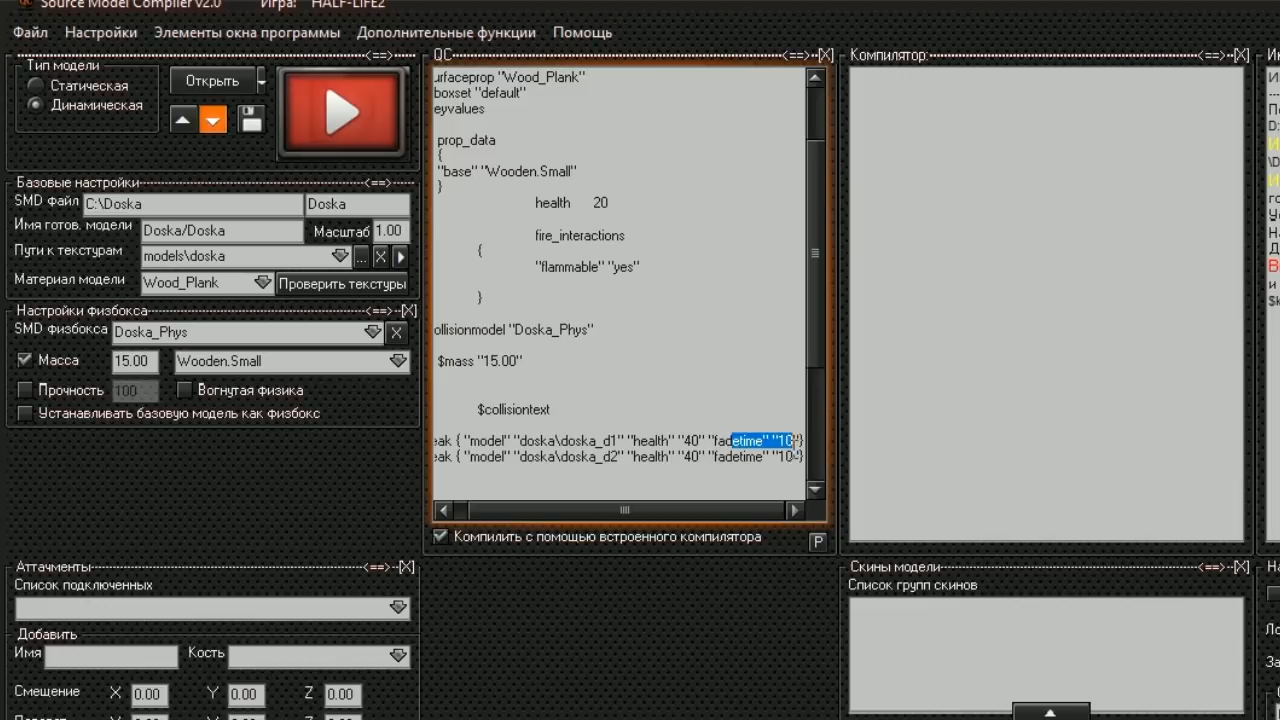 Source Model Compiler v2.0 Игра: HALF-LIFE2
Файл Настройки Элементы окна программы Дополнительные функции Помощь
Тип модели
Статическая
Динамическая
Открыть
Базовые настройки
SMD файл C:\Doska Doska
Имя готов. модели Doska/Doska Масштаб 1.00
Пути к текстурам models\doska ... X
Материал модели Wood_Plank Проверить текстуры
Настройки физбокса [X]
SMD физбокса Doska_Phys X
Масса 15.00 Wooden.Small
Прочность 100 Вогнутая физика
Устанавливать базовую модель как физбокс
QC [X]
urfaceprop "Wood_Plank"
boxset "default"
eyvalues
prop_data
{
"base" "Wooden.Small"
}
health 20
fire_interactions
{
"flammable" "yes"
}
ollisionmodel "Doska_Phys"
$mass "15.00"
$collisiontext
eak { "model" "doska\doska_d1" "health" "40" "fadetime" "10"}
eak { "model" "doska\doska_d2" "health" "40" "fadetime" "10"}
Компилить с помощью встроенного компилятора P
Компилятор: [X]
Аттачменты [X]
Список подключенных
Добавить
Имя Кость
Смещение X 0.00 Y 0.00 Z 0.00
Скины модели [X]
Список групп скинов